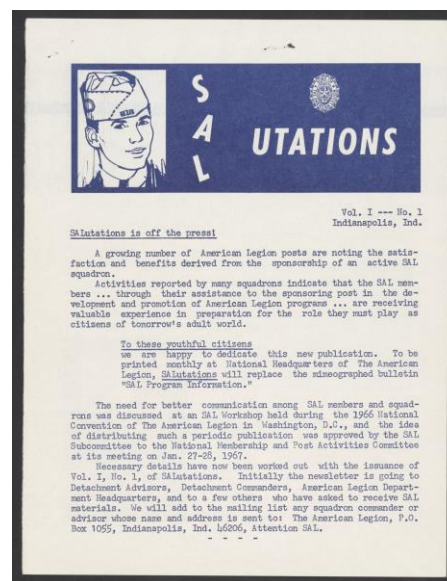 SAL
UTATIONS
Vol. I --- No. 1
Indianapolis, Ind.
SALutations is off the press!
A growing number of American Legion posts are noting the satis-
faction and benefits derived from the sponsorship of an active SAL
squadron.
Activities reported by many squadrons indicate that the SAL mem-
bers ... through their assistance to the sponsoring post in the de-
velopment and promotion of American Legion programs ... are receiving
valuable experience in preparation for the role they must play as
citizens of tomorrow's adult world.
To these youthful citizens
we are happy to dedicate this new publication. To be
printed monthly at National Headquarters of The American
Legion, SALutations will replace the mimeographed bulletin
"SAL Program Information."
The need for better communication among SAL members and squad-
rons was discussed at an SAL Workshop held during the 1966 National
Convention of The American Legion in Washington, D.C., and the idea
of distributing such a periodic publication was approved by the SAL
Subcommittee to the National Membership and Post Activities Committee
at its meeting on Jan. 27-28, 1967.
Necessary details have now been worked out with the issuance of
Vol. I, No. 1, of SALutations. Initially the newsletter is going to
Detachment Advisors, Detachment Commanders, American Legion Depart-
ment Headquarters, and to a few others who have asked to receive SAL
materials. We will add to the mailing list any squadron commander or
advisor whose name and address is sent to: The American Legion, P.O.
Box 1055, Indianapolis, Ind. 46206, Attention SAL.
- - - -